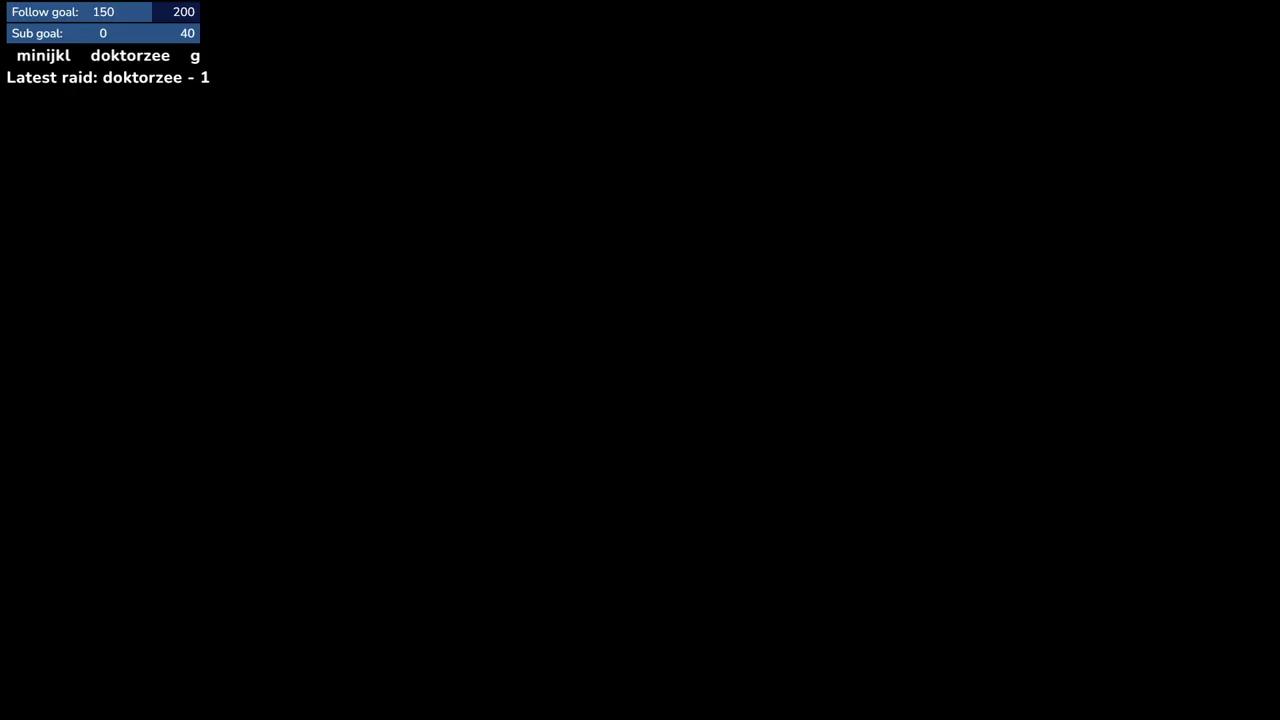 Follow goal: 150 200
Sub goal: 0 40
minijkl doktorzee g
Latest raid: doktorzee - 1